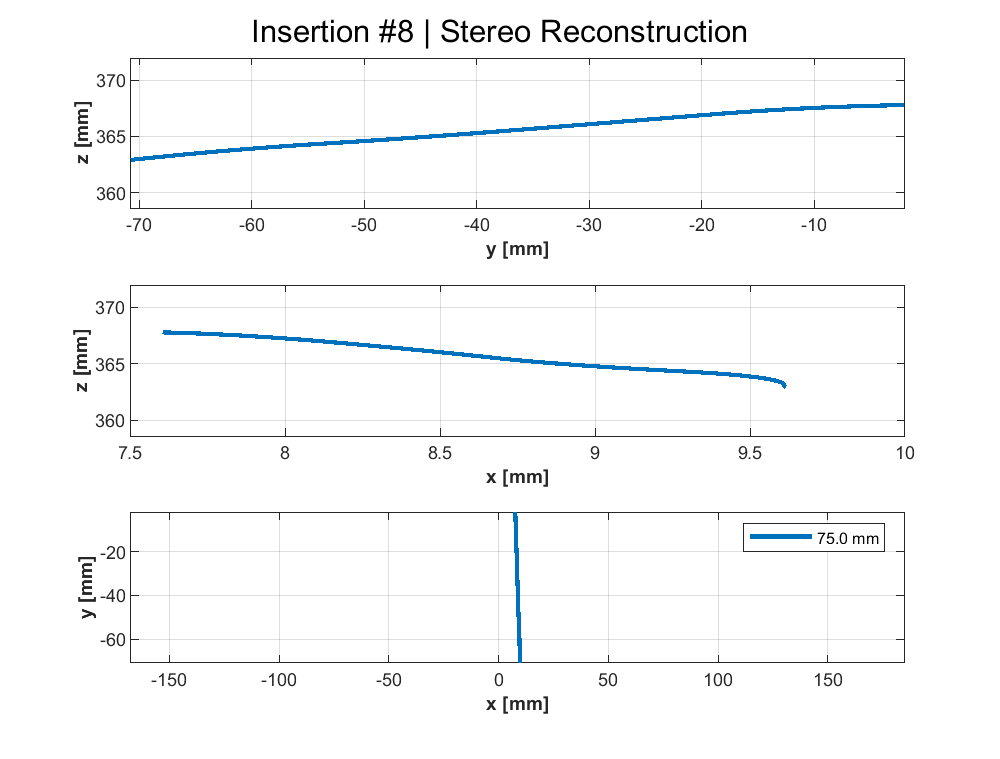 Insertion #8 | Stereo Reconstruction
370
365
360
z [mm]
-70 -60 -50 -40 -30 -20 -10
y [mm]
370
365
360
z [mm]
7.5 8 8.5 9 9.5 10
x [mm]
75.0 mm
-20
-40
-60
y [mm]
-150 -100 -50 0 50 100 150
x [mm]